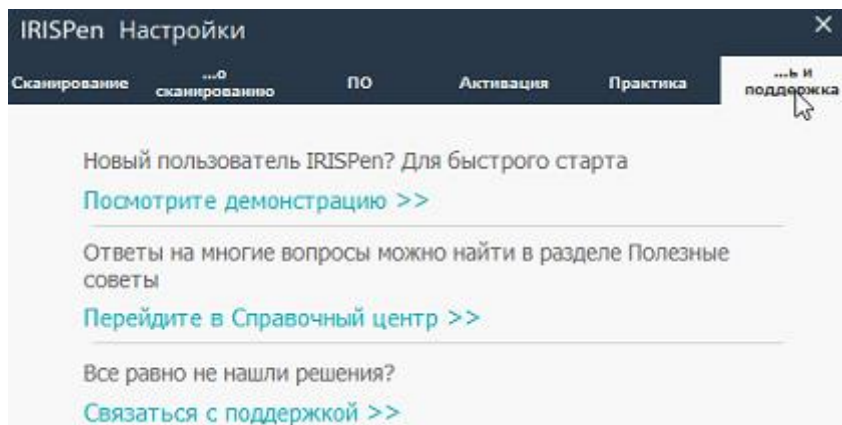 IRISPen Настройки
Сканирование
...о
сканированию
ПО
Активация
Практика
...ь и
поддержка
Новый пользователь IRISPen? Для быстрого старта
Посмотрите демонстрацию >>
Ответы на многие вопросы можно найти в разделе Полезные
советы
Перейдите в Справочный центр >>
Все равно не нашли решения?
Связаться с поддержкой >>